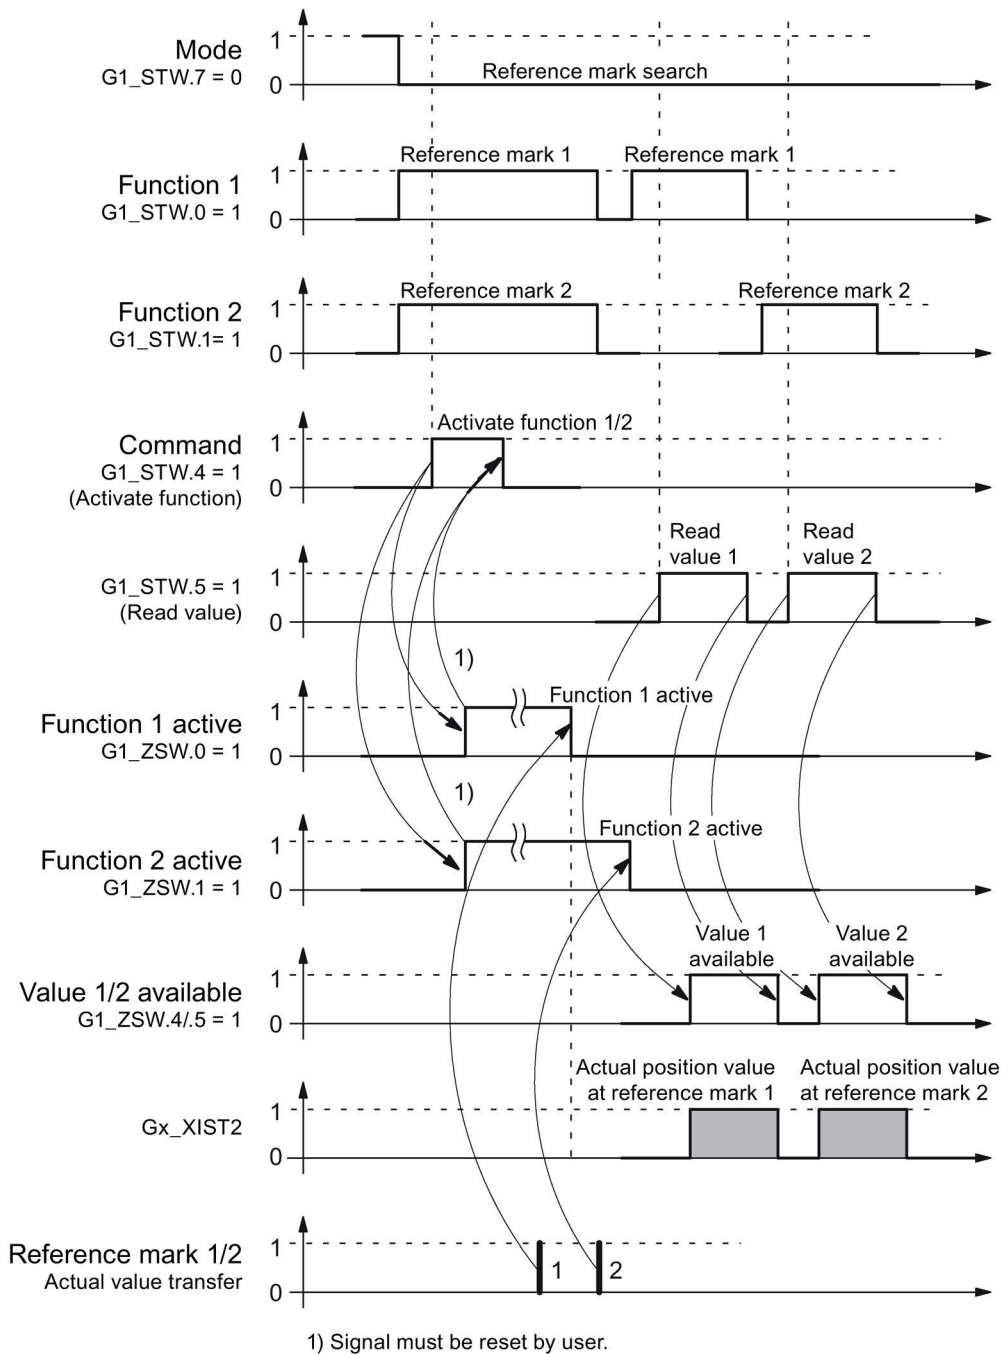 Mode
G1_STW.7 = 0
1
0
Reference mark search
Function 1
G1_STW.0 = 1
1
0
Reference mark 1
Reference mark 1
Function 2
G1_STW.1= 1
1
0
Reference mark 2
Reference mark 2
Command
G1_STW.4 = 1
(Activate function)
1
0
Activate function 1/2
G1_STW.5 = 1
(Read value)
1
0
Read
value 1
Read
value 2
1)
Function 1 active
G1_ZSW.0 = 1
1
0
Function 1 active
1)
Function 2 active
G1_ZSW.1 = 1
1
0
Function 2 active
Value 1/2 available
G1_ZSW.4/.5 = 1
1
0
Value 1
available
Value 2
available
Gx_XIST2
1
0
Actual position value
at reference mark 1
Actual position value
at reference mark 2
Reference mark 1/2
Actual value transfer
1
0
1
2
1) Signal must be reset by user.